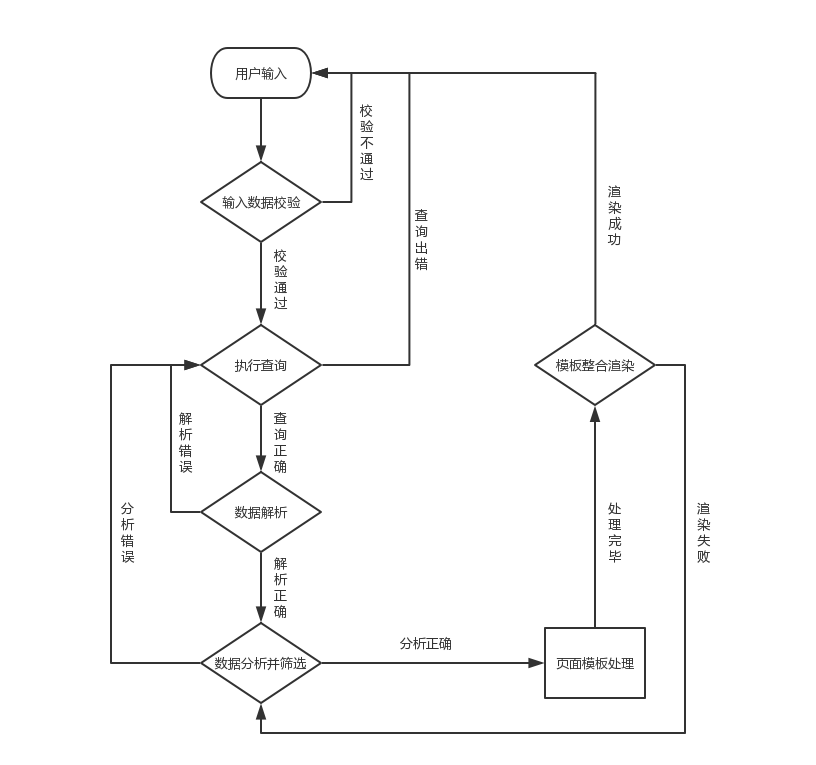 用户输入
校验不通过
输入数据校验
渲染成功
查询出错
校验通过
执行查询
模板整合渲染
解析错误
查询正确
分析错误
数据解析
处理完毕
渲染失败
解析正确
分析正确
数据分析并筛选
页面模板处理